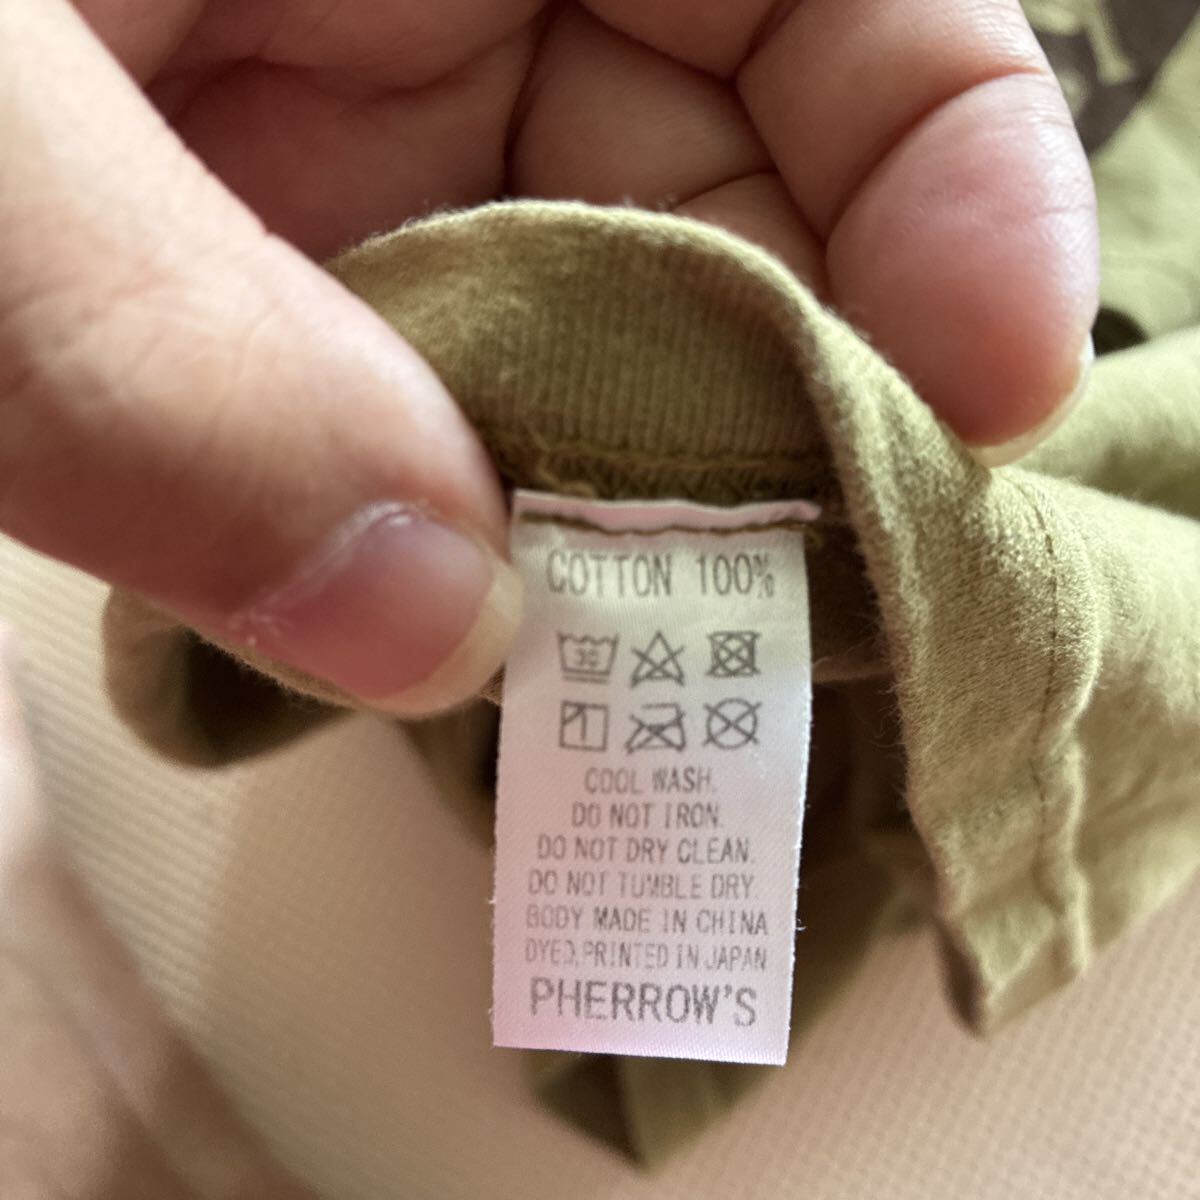 COTTON 100%
30
COOL WASH.
DO NOT IRON.
DO NOT DRY CLEAN.
DO NOT TUMBLE DRY.
BODY MADE IN CHINA
DYED,PRINTED IN JAPAN
PHERROW'S